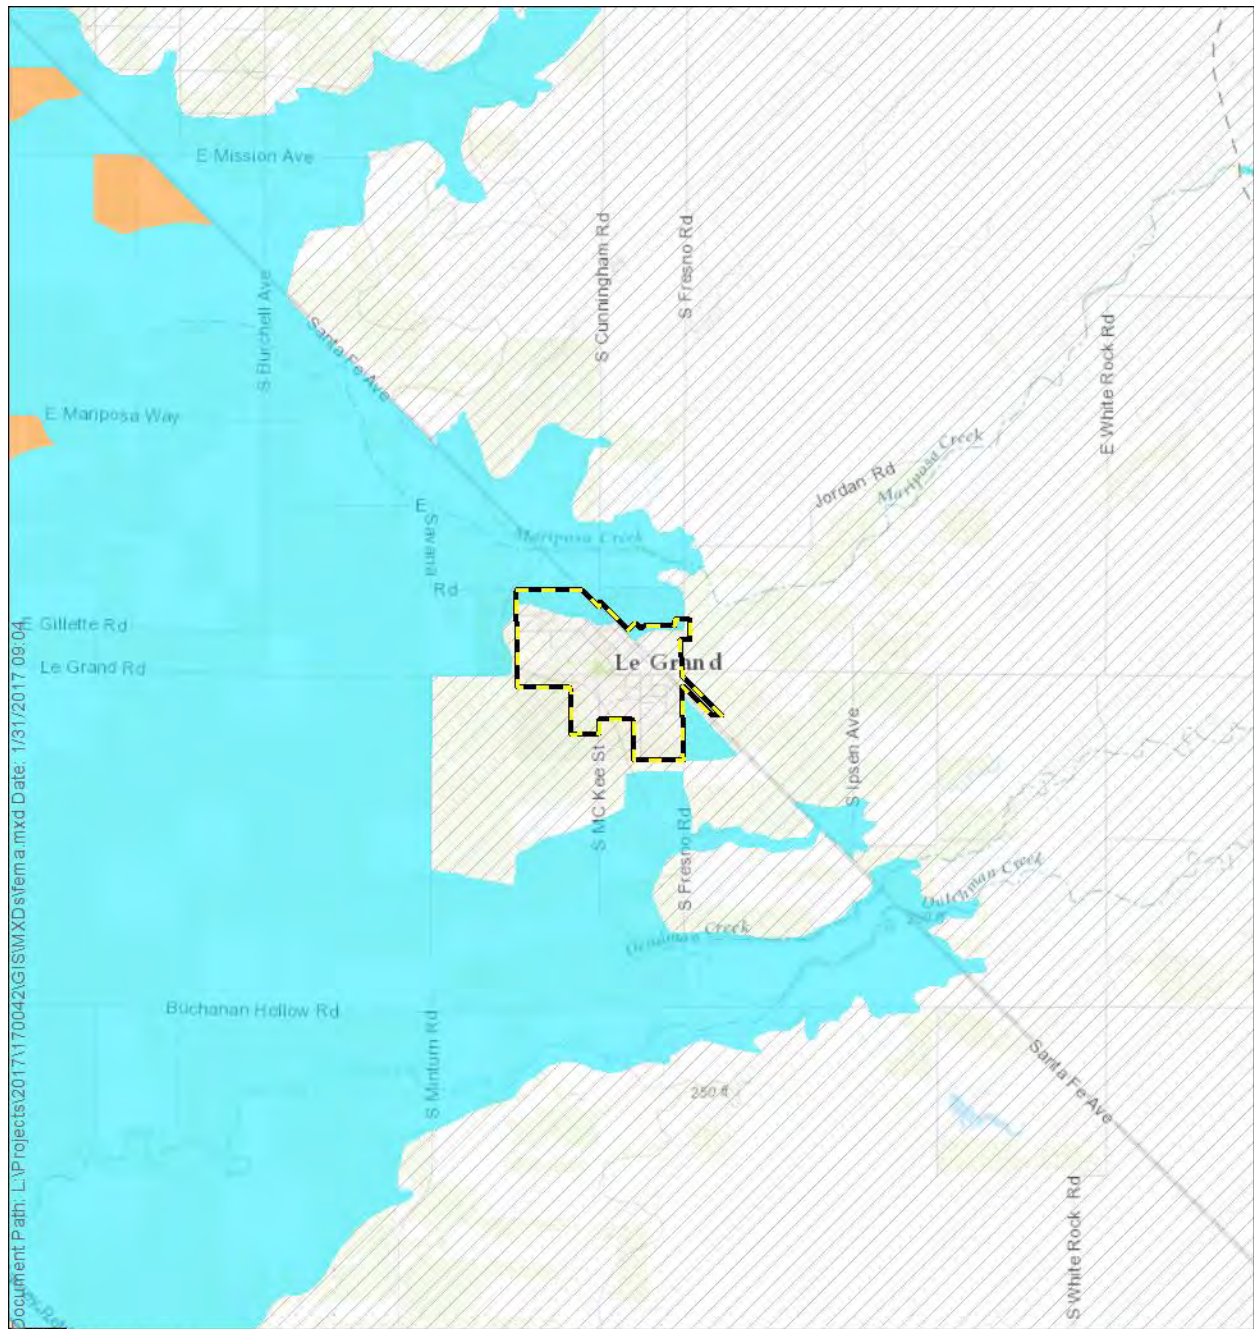 E Mission Ave
S Cunningham Rd
S Fresno Rd
S Burchell Ave
Santa Fe Ave
E White Rock Rd
E Mariposa Way
Jordan Rd
Mariposa Creek
E
Savana
Rd
Mariposa Creek
E Gillette Rd
Le Grand Rd
Le Grand
S Ipsen Ave
S MC Kee St
S Fresno Rd
Dutchman Creek
250 ft
Deadman Creek
Buchanan Hollow Rd
S Minturn Rd
250 ft
Santa Fe Ave
S White Rock Rd
Document Path: L:\Projects\2017\170042\GIS\MXDs\fema.mxd Date: 1/31/2017 09:04